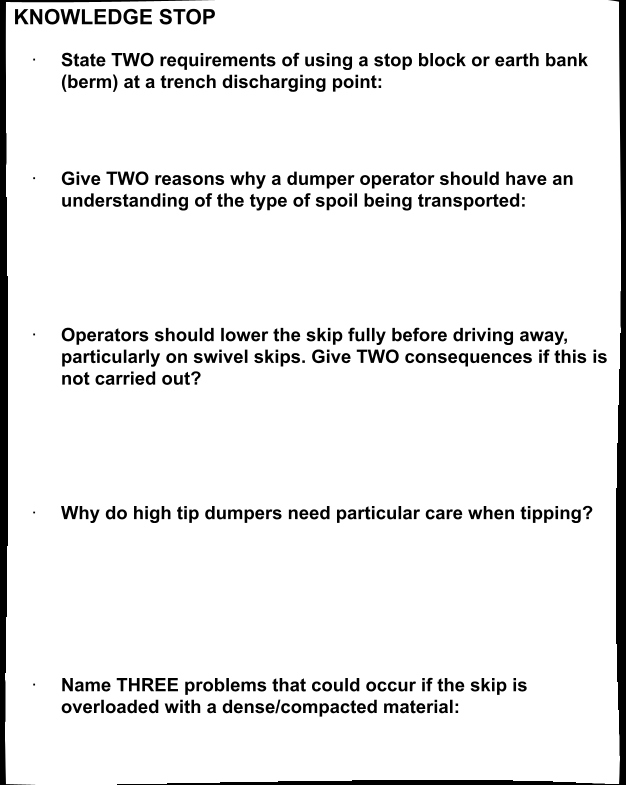 KNOWLEDGE STOP
· State TWO requirements of using a stop block or earth bank
(berm) at a trench discharging point:
· Give TWO reasons why a dumper operator should have an
understanding of the type of spoil being transported:
· Operators should lower the skip fully before driving away,
particularly on swivel skips. Give TWO consequences if this is
not carried out?
· Why do high tip dumpers need particular care when tipping?
· Name THREE problems that could occur if the skip is
overloaded with a dense/compacted material: